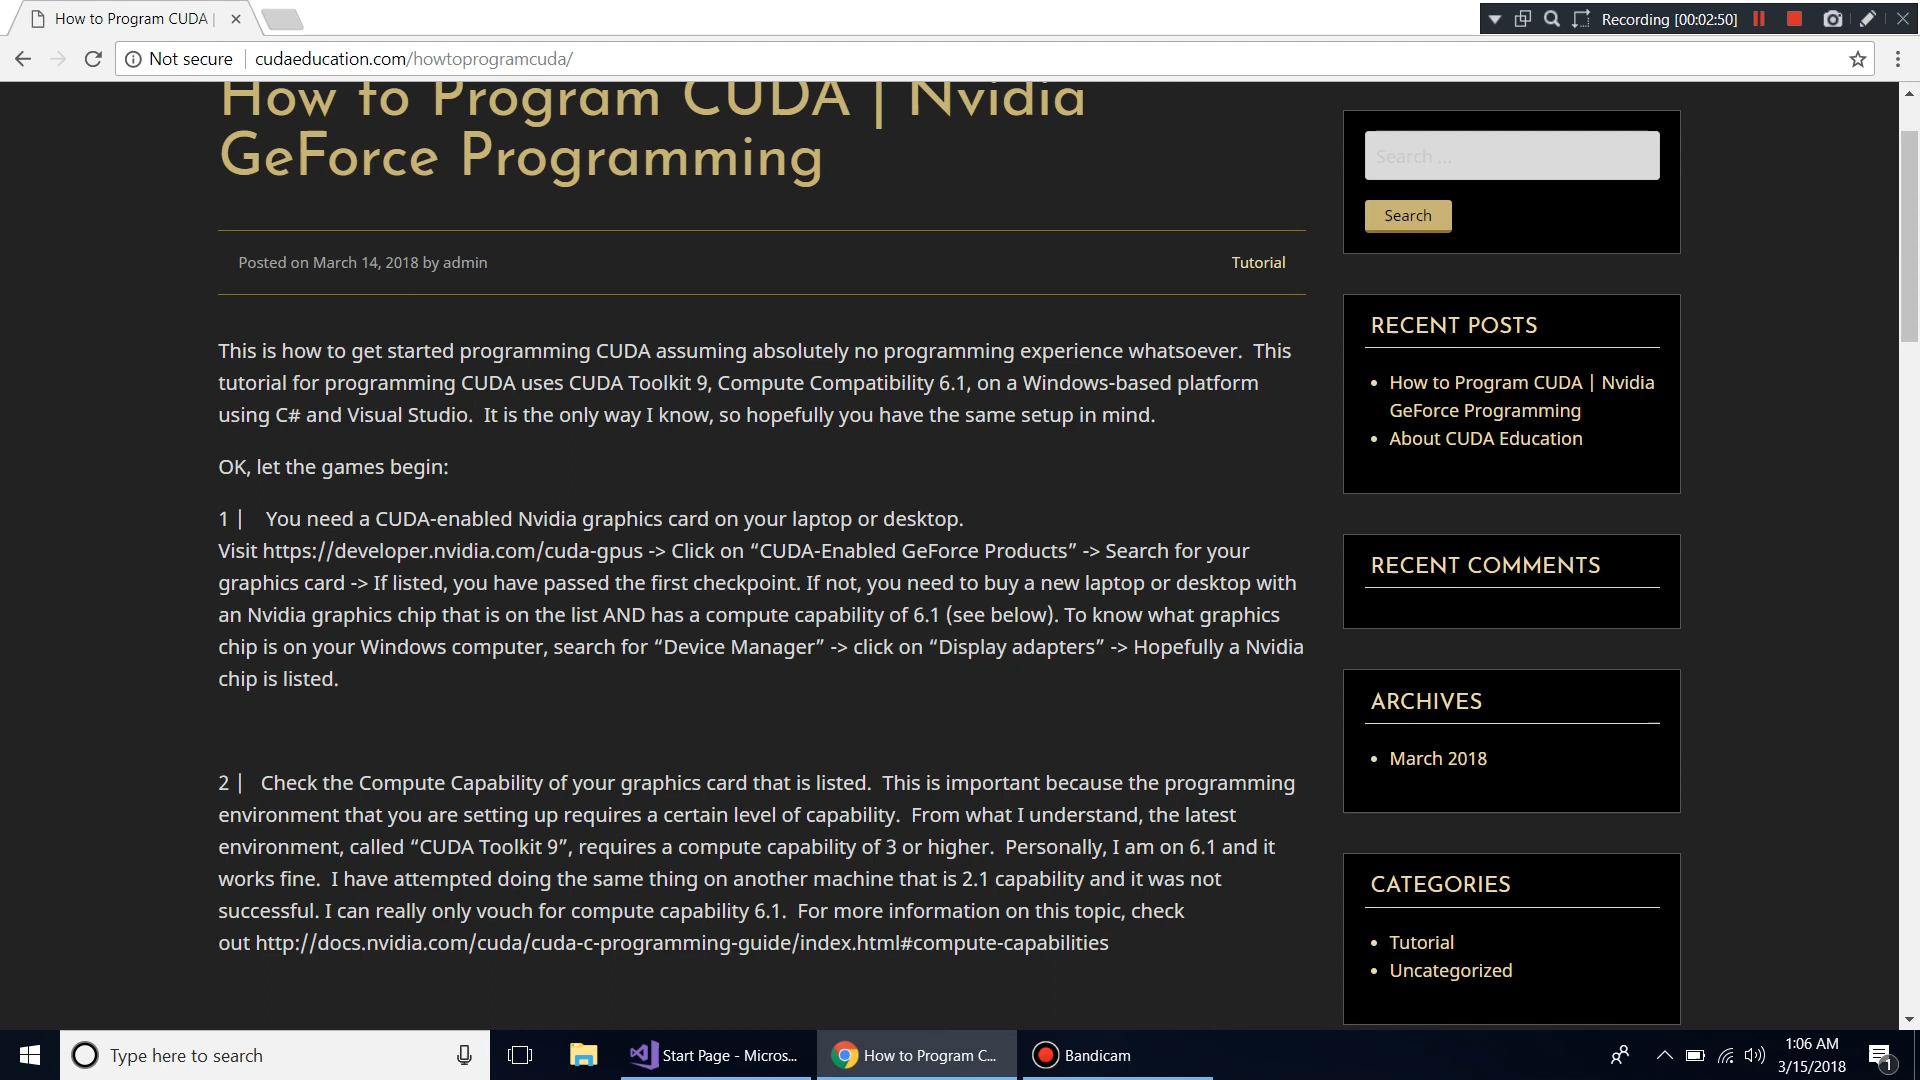 How to Program CUDA |
Recording [00:02:50]
Not secure
cudaeducation.com/howtoprogramcuda/
How to Program CUDA | Nvidia
GeForce Programming
Posted on March 14, 2018 by admin
Tutorial
This is how to get started programming CUDA assuming absolutely no programming experience whatsoever.  This
tutorial for programming CUDA uses CUDA Toolkit 9, Compute Compatibility 6.1, on a Windows-based platform
using C# and Visual Studio.  It is the only way I know, so hopefully you have the same setup in mind.
OK, let the games begin:
1 |    You need a CUDA-enabled Nvidia graphics card on your laptop or desktop.
Visit https://developer.nvidia.com/cuda-gpus -> Click on “CUDA-Enabled GeForce Products” -> Search for your
graphics card -> If listed, you have passed the first checkpoint. If not, you need to buy a new laptop or desktop with
an Nvidia graphics chip that is on the list AND has a compute capability of 6.1 (see below). To know what graphics
chip is on your Windows computer, search for “Device Manager” -> click on “Display adapters” -> Hopefully a Nvidia
chip is listed.
2 |   Check the Compute Capability of your graphics card that is listed.  This is important because the programming
environment that you are setting up requires a certain level of capability.  From what I understand, the latest
environment, called “CUDA Toolkit 9”, requires a compute capability of 3 or higher.  Personally, I am on 6.1 and it
works fine.  I have attempted doing the same thing on another machine that is 2.1 capability and it was not
successful. I can really only vouch for compute capability 6.1.  For more information on this topic, check
out http://docs.nvidia.com/cuda/cuda-c-programming-guide/index.html#compute-capabilities
Search ...
Search
RECENT POSTS
How to Program CUDA | Nvidia
GeForce Programming
About CUDA Education
RECENT COMMENTS
ARCHIVES
March 2018
CATEGORIES
Tutorial
Uncategorized
Type here to search
Start Page - Micros...
How to Program C...
Bandicam
1:06 AM
3/15/2018
1